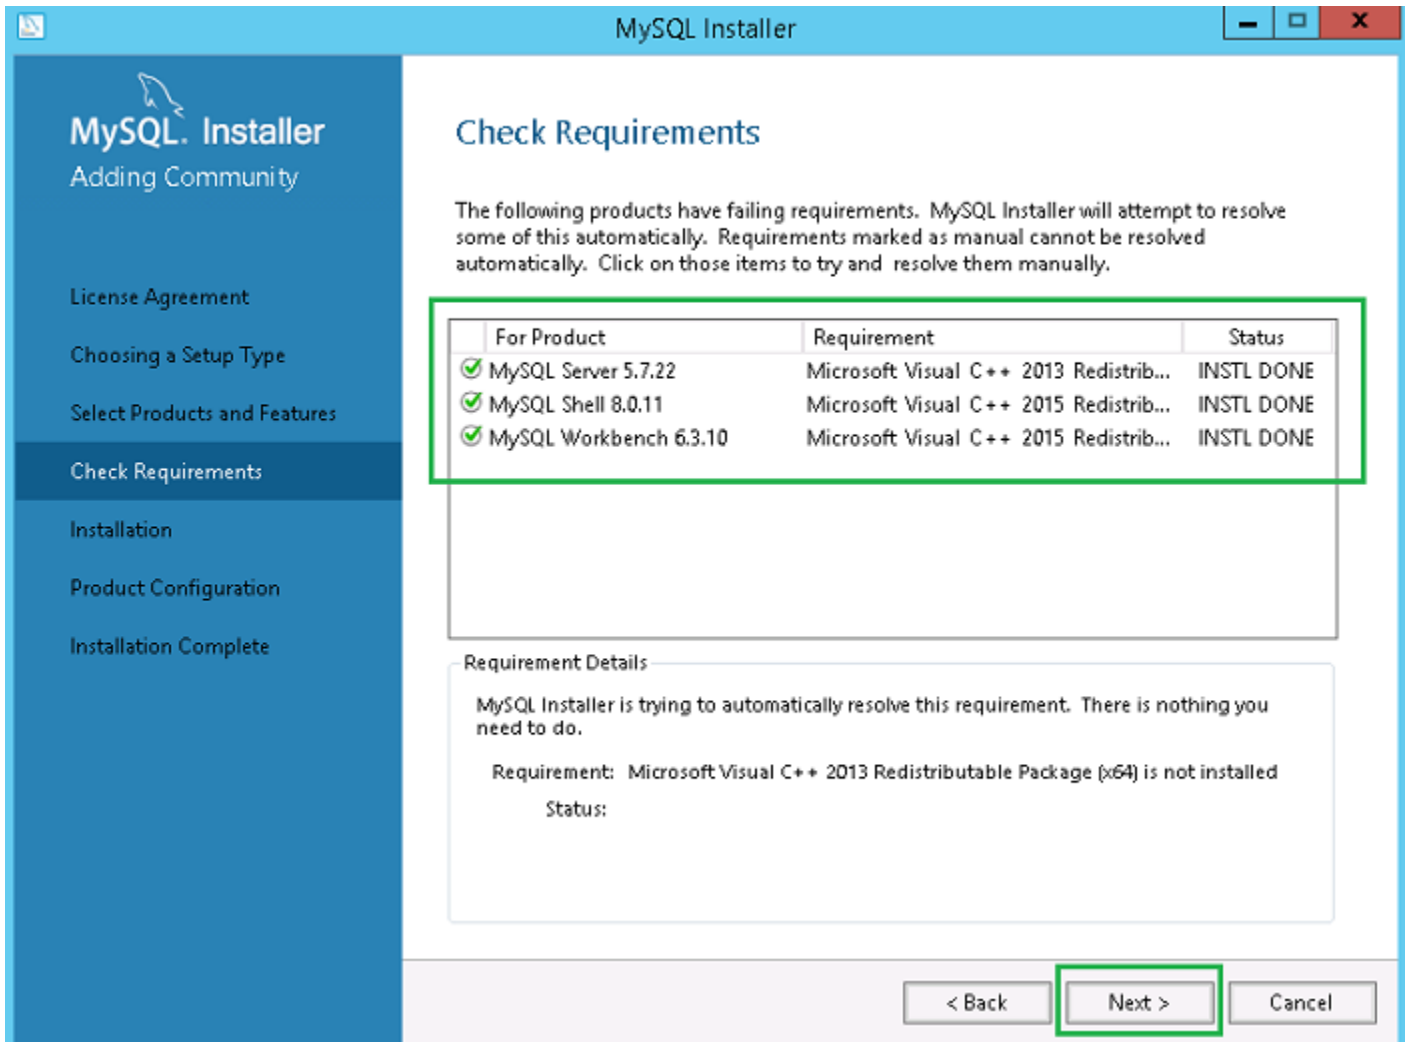 MySQL Installer
MySQL. Installer
Adding Community
License Agreement
Choosing a Setup Type
Select Products and Features
Check Requirements
Installation
Product Configuration
Installation Complete
Check Requirements
The following products have failing requirements. MySQL Installer will attempt to resolve
some of this automatically. Requirements marked as manual cannot be resolved
automatically. Click on those items to try and resolve them manually.
For Product Requirement Status
MySQL Server 5.7.22 Microsoft Visual C++ 2013 Redistrib... INSTL DONE
MySQL Shell 8.0.11 Microsoft Visual C++ 2015 Redistrib... INSTL DONE
MySQL Workbench 6.3.10 Microsoft Visual C++ 2015 Redistrib... INSTL DONE
Requirement Details
MySQL Installer is trying to automatically resolve this requirement. There is nothing you
need to do.
Requirement: Microsoft Visual C++ 2013 Redistributable Package (x64) is not installed
Status:
< Back Next > Cancel